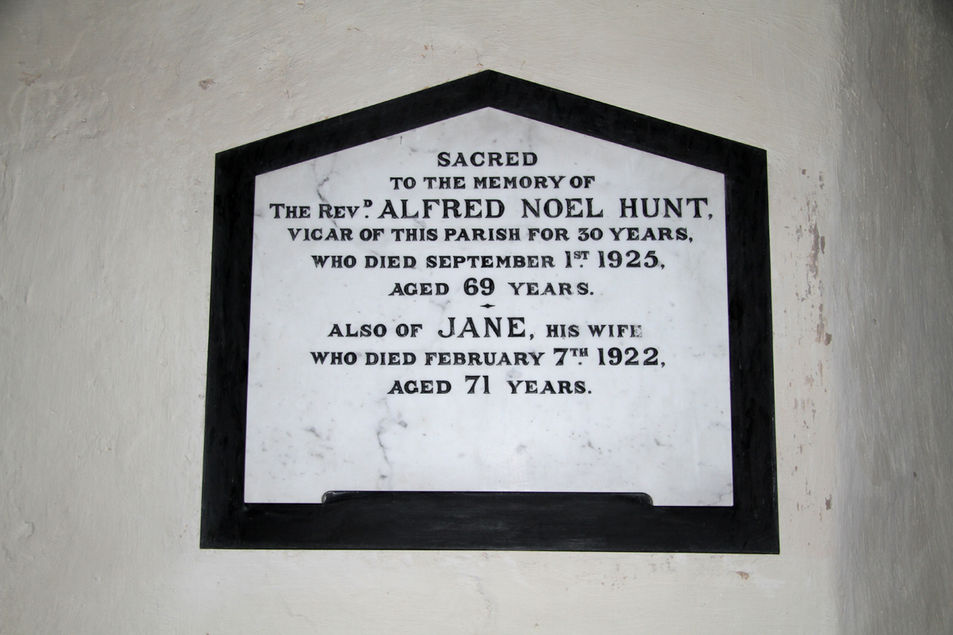 SACRED
TO THE MEMORY OF
THE REVD. ALFRED NOEL HUNT,
VICAR OF THIS PARISH FOR 30 YEARS,
WHO DIED SEPTEMBER 1ST. 1925,
AGED 69 YEARS.
ALSO OF JANE, HIS WIFE
WHO DIED FEBRUARY 7TH. 1922,
AGED 71 YEARS.